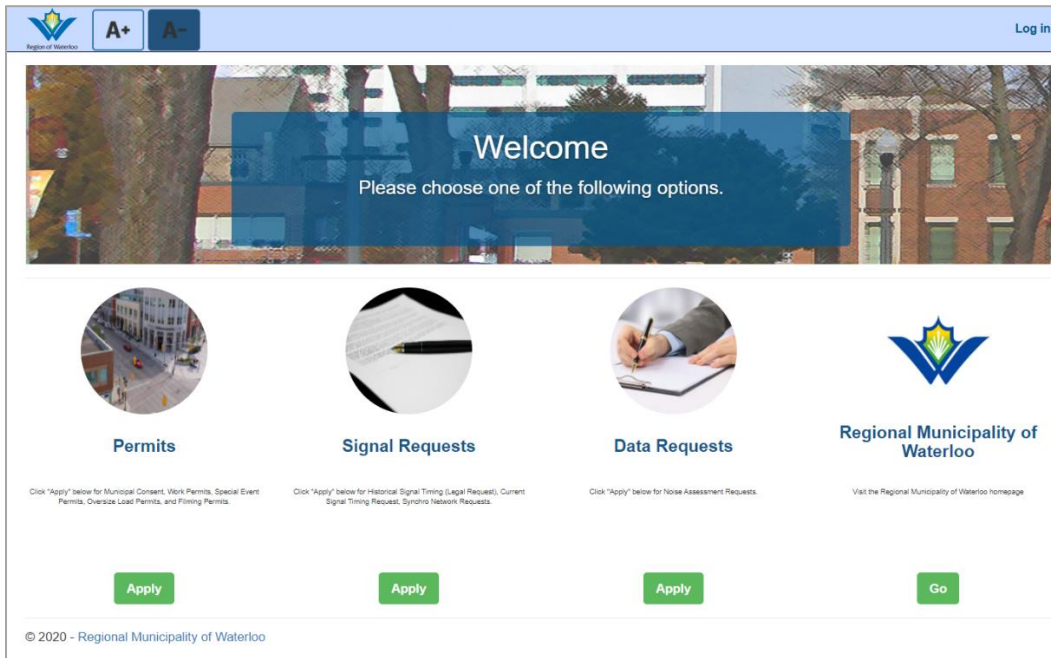 Region of Waterloo
A+
A-
Log in
Welcome
Please choose one of the following options.
Permits
Signal Requests
Data Requests
Regional Municipality of
Waterloo
Click "Apply" below for Municipal Consent, Work Permits, Special Event
Permits, Oversize Load Permits, and Filming Permits.
Click "Apply" below for Historical Signal Timing (Legal Request), Current
Signal Timing Request, Synchro Network Requests.
Click "Apply" below for Noise Assessment Requests.
Visit the Regional Municipality of Waterloo homepage
Apply
Apply
Apply
Go
© 2020 - Regional Municipality of Waterloo